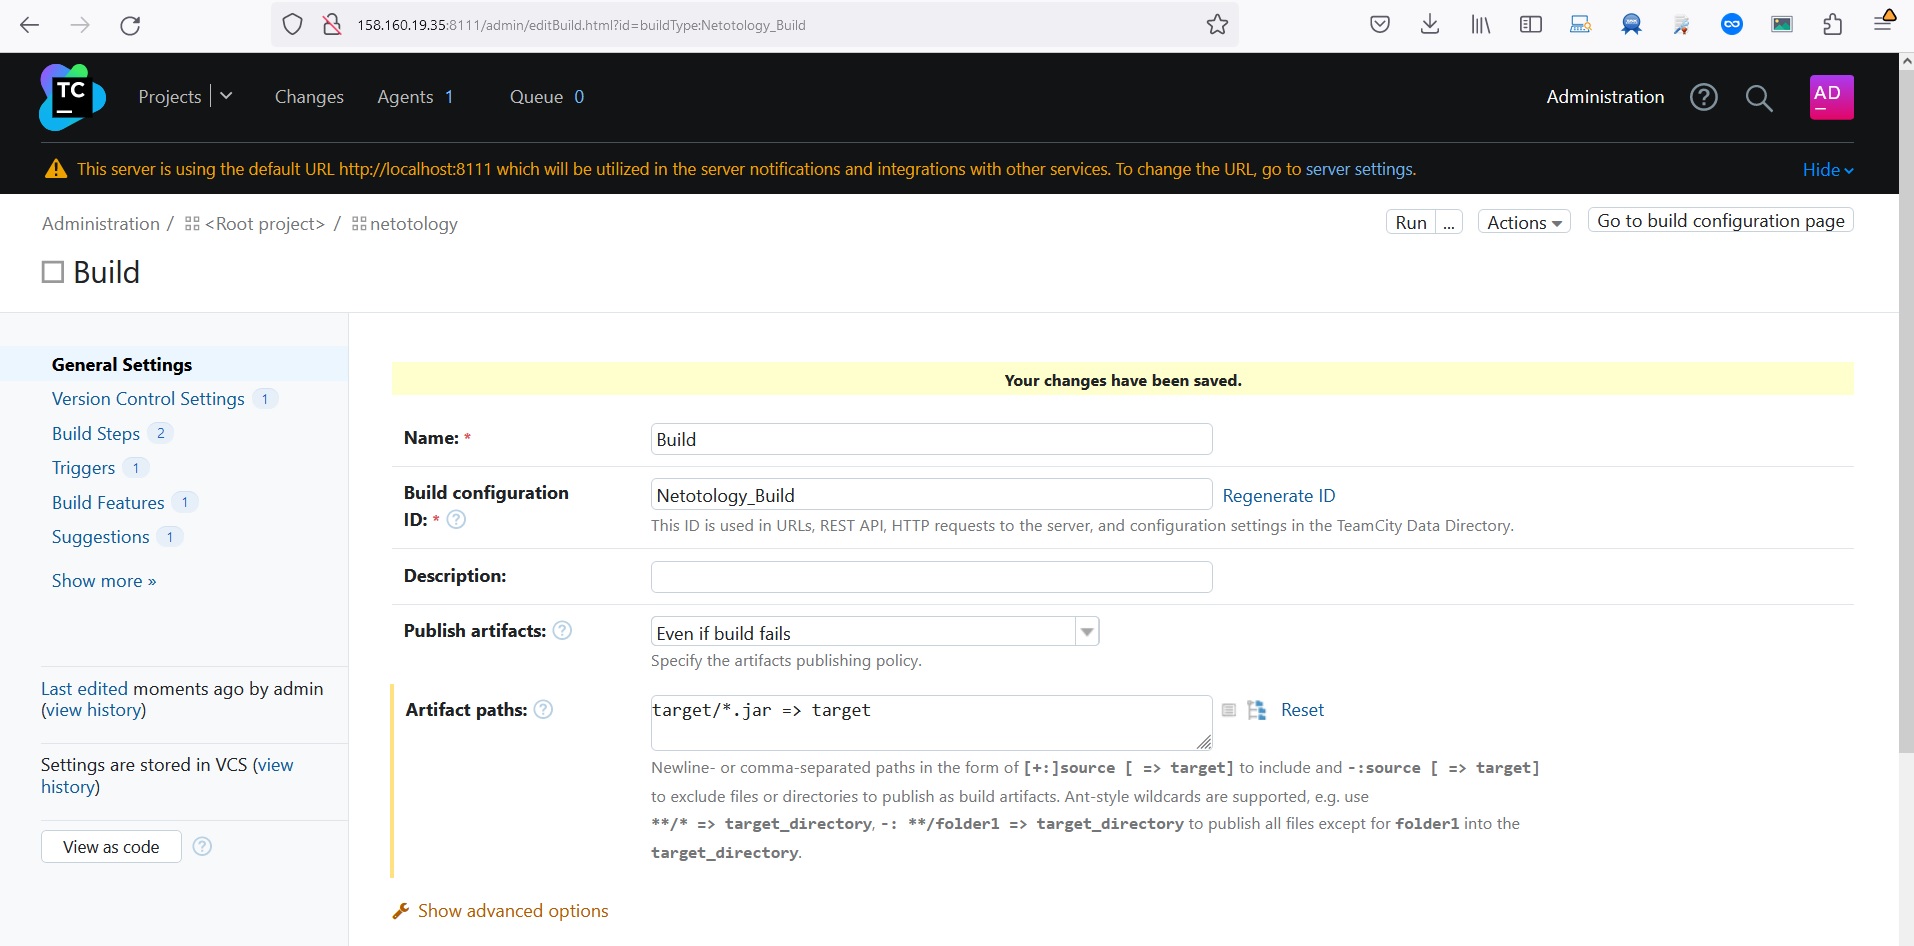 158.160.19.35:8111/admin/editBuild.html?id=buildType:Netotology_Build
TC
Projects
Changes
Agents 1
Queue 0
Administration
AD
This server is using the default URL http://localhost:8111 which will be utilized in the server notifications and integrations with other services. To change the URL, go to server settings.
Hide
Administration / <Root project> / netotology
Run ...
Actions
Go to build configuration page
Build
General Settings
Version Control Settings 1
Build Steps 2
Triggers 1
Build Features 1
Suggestions 1
Show more »
Last edited moments ago by admin
(view history)
Settings are stored in VCS (view
history)
View as code ?
Your changes have been saved.
Name: *
Build
Build configuration
ID: * ?
Netotology_Build
Regenerate ID
This ID is used in URLs, REST API, HTTP requests to the server, and configuration settings in the TeamCity Data Directory.
Description:
Publish artifacts: ?
Even if build fails
Specify the artifacts publishing policy.
Artifact paths: ?
target/*.jar => target
Reset
Newline- or comma-separated paths in the form of [+:]source [ => target] to include and -:source [ => target]
to exclude files or directories to publish as build artifacts. Ant-style wildcards are supported, e.g. use
**/* => target_directory, -: **/folder1 => target_directory to publish all files except for folder1 into the
target_directory.
Show advanced options